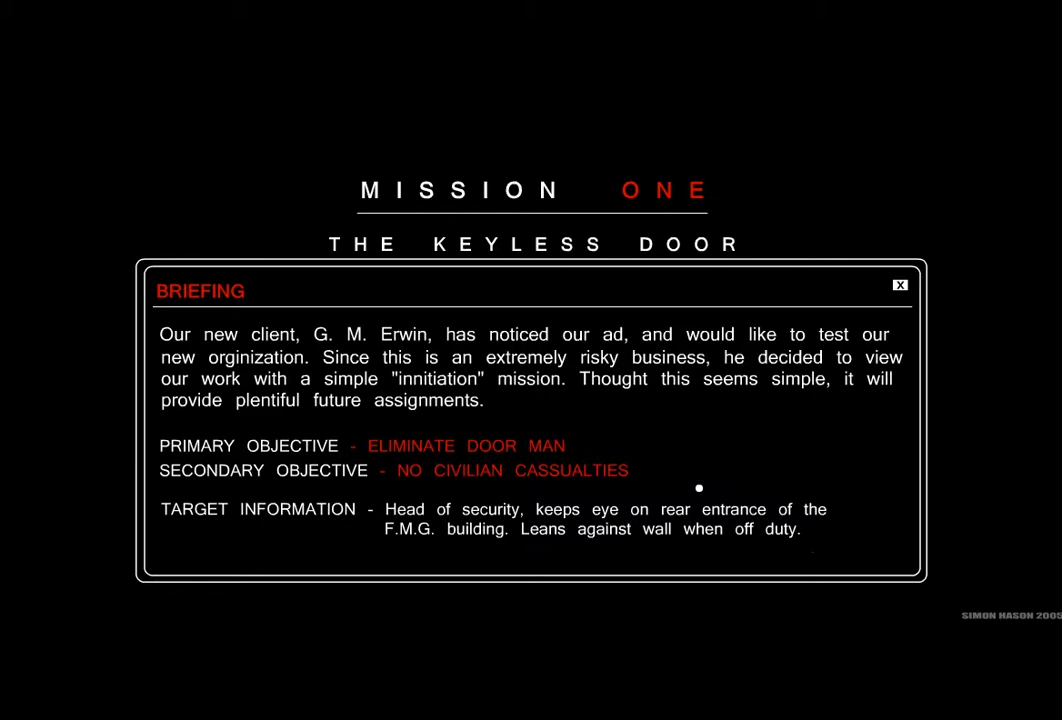 MISSION ONE
THE KEYLESS DOOR
BRIEFING
X
Our new client, G. M. Erwin, has noticed our ad, and would like to test our
new orginization. Since this is an extremely risky business, he decided to view
our work with a simple "innitiation" mission. Thought this seems simple, it will
provide plentiful future assignments.
PRIMARY OBJECTIVE - ELIMINATE DOOR MAN
SECONDARY OBJECTIVE - NO CIVILIAN CASSUALTIES
TARGET INFORMATION - Head of security, keeps eye on rear entrance of the
F.M.G. building. Leans against wall when off duty.
SIMON HASON 2005